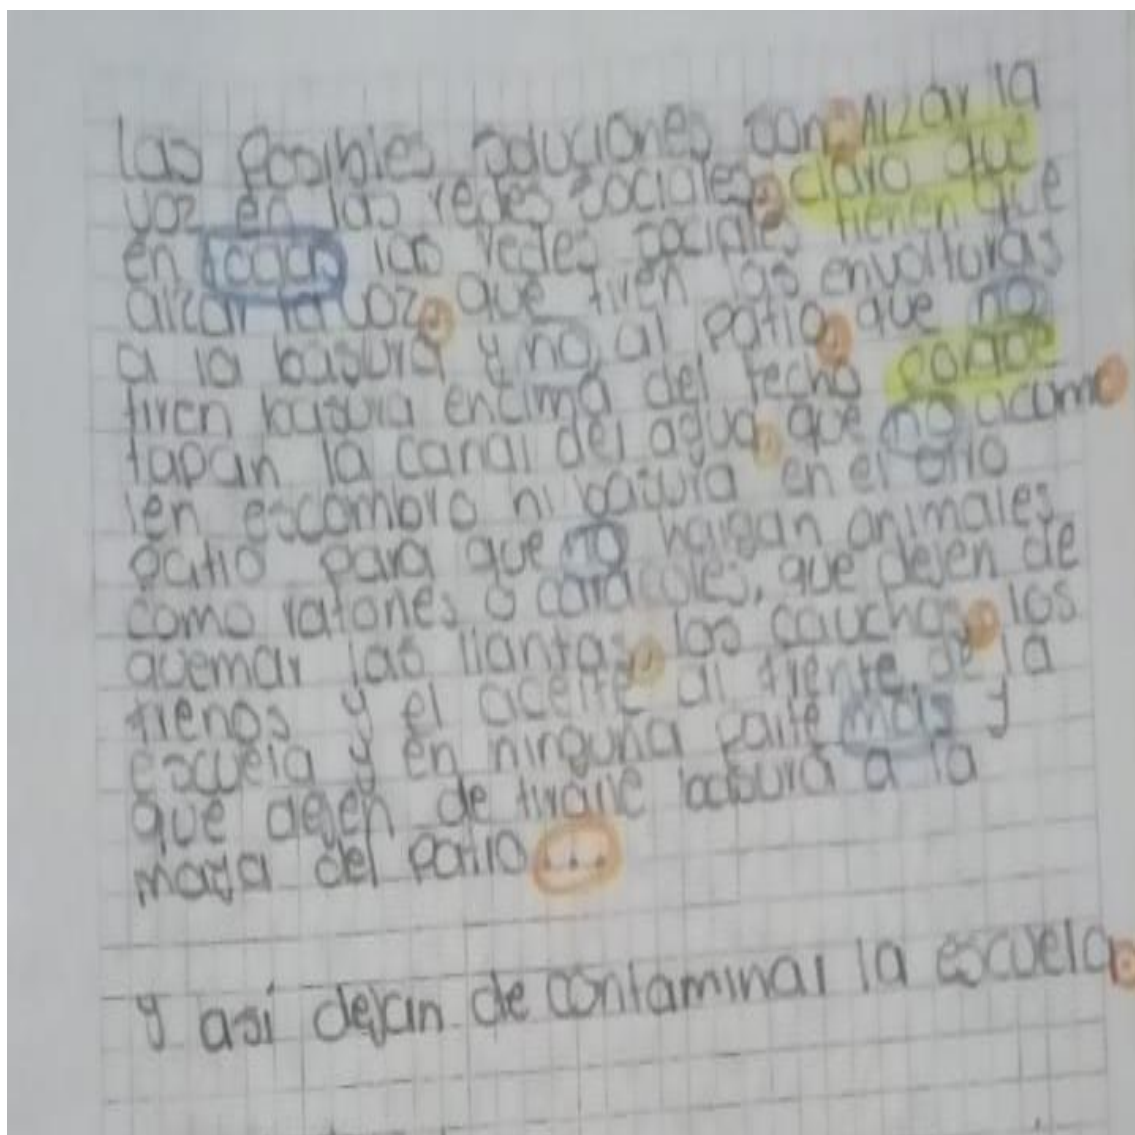 las posibles soluciones son: Alzar la
voz en las redes sociales, claro que
en todas las redes sociales tienen que
alzar la voz, que tiren las envolturas
a la basura y no al patio, que no
tiren basura encima del techo porque
tapan la canal del agua, que no acumu
len escombro ni basura en el otro
patio para que no haigan animales
como ratones o caracoles, que dejen de
quemar las llantas, los cauchos, los
frenos y el aceite al frente de la
escuela y en ninguna parte mas y
que dejen de tirarle basura a la
maya del patio...
y así dejan de contaminar la escuela.